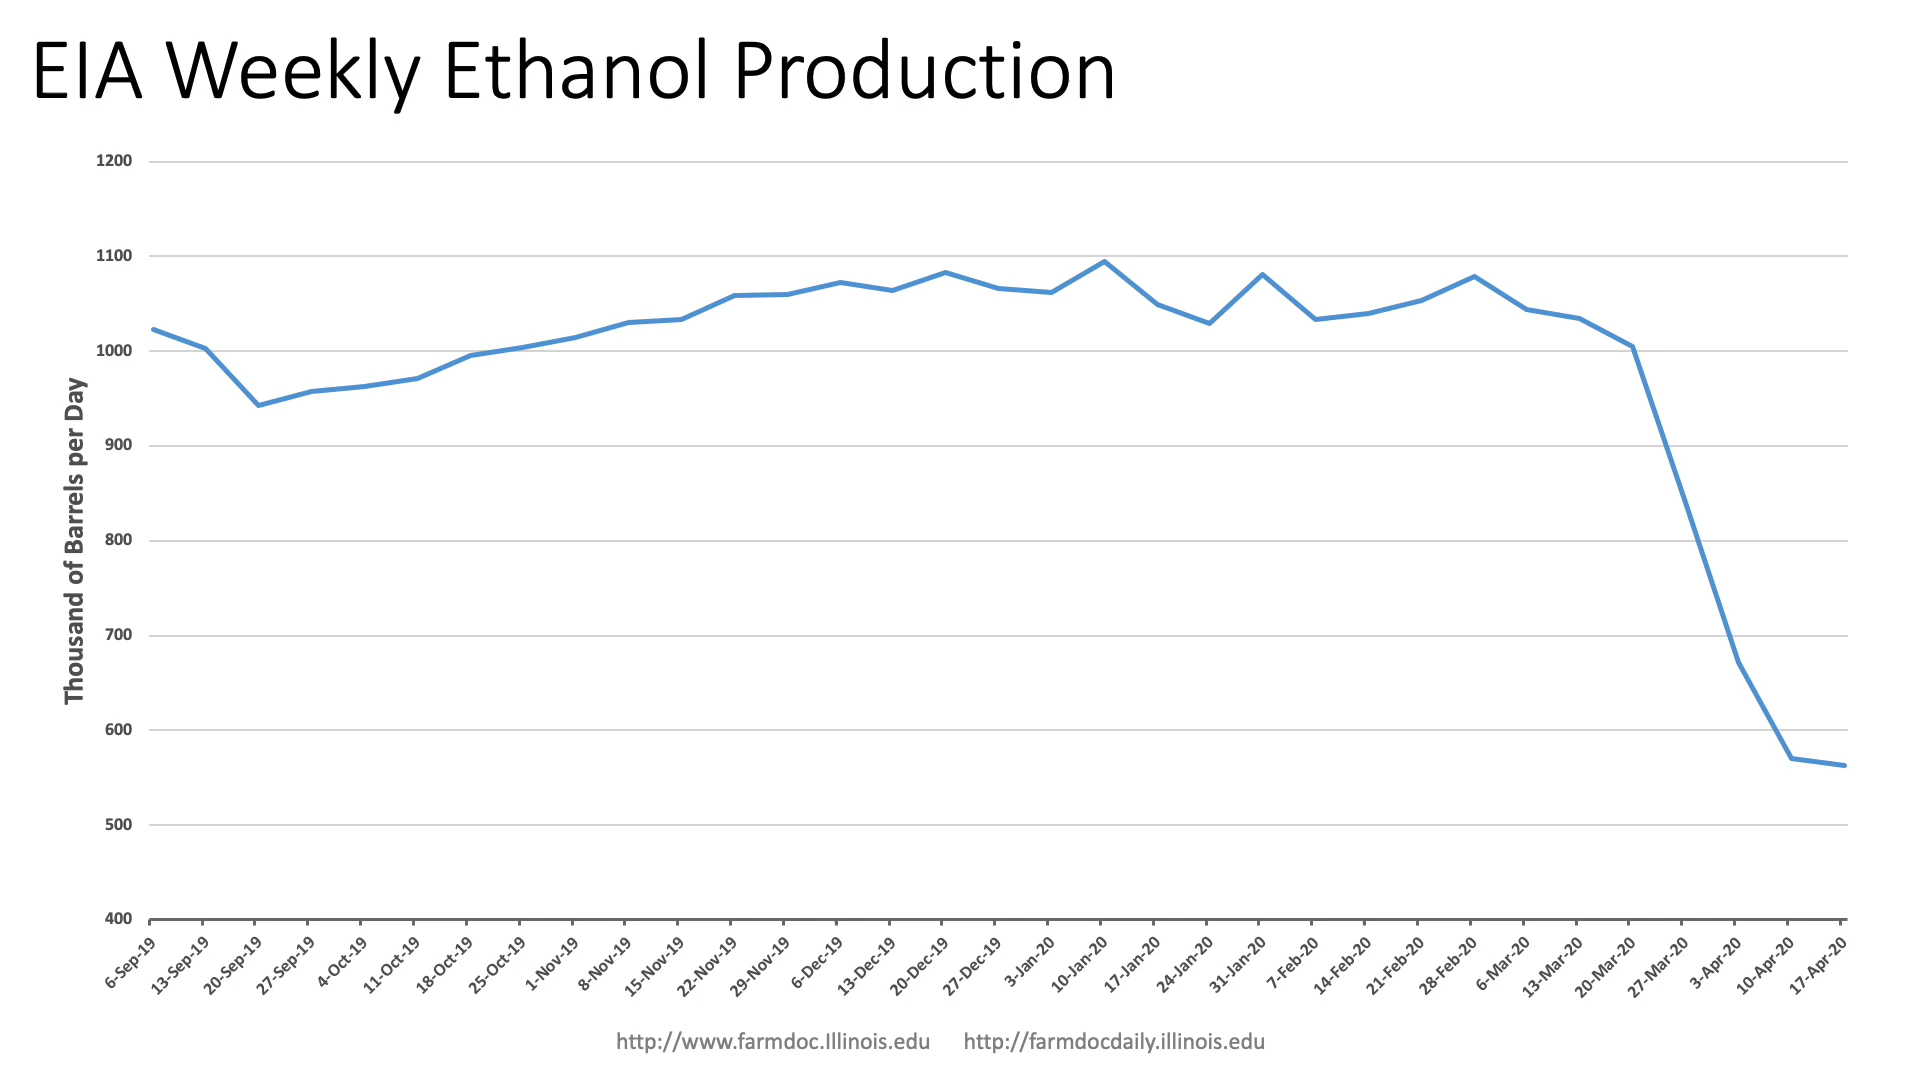 EIA Weekly Ethanol Production
1200
1100
1000
900
800
700
600
500
400
Thousand of Barrels per Day
6-Sep-19
13-Sep-19
20-Sep-19
27-Sep-19
4-Oct-19
11-Oct-19
18-Oct-19
25-Oct-19
1-Nov-19
8-Nov-19
15-Nov-19
22-Nov-19
29-Nov-19
6-Dec-19
13-Dec-19
20-Dec-19
27-Dec-19
3-Jan-20
10-Jan-20
17-Jan-20
24-Jan-20
31-Jan-20
7-Feb-20
14-Feb-20
21-Feb-20
28-Feb-20
6-Mar-20
13-Mar-20
20-Mar-20
27-Mar-20
3-Apr-20
10-Apr-20
17-Apr-20
http://www.farmdoc.Illinois.edu http://farmdocdaily.illinois.edu